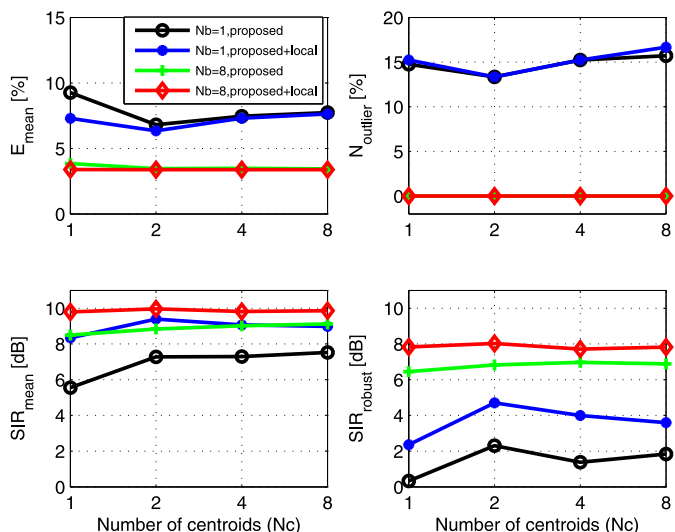 15
10
5
0
E_mean [%]
Nb=1,proposed
Nb=1,proposed+local
Nb=8,proposed
Nb=8,proposed+local
1 2 4 8
20
15
10
5
0
N_outlier [%]
1 2 4 8
10
8
6
4
2
0
SIR_mean [dB]
1 2 4 8
Number of centroids (Nc)
10
8
6
4
2
0
SIR_robust [dB]
1 2 4 8
Number of centroids (Nc)